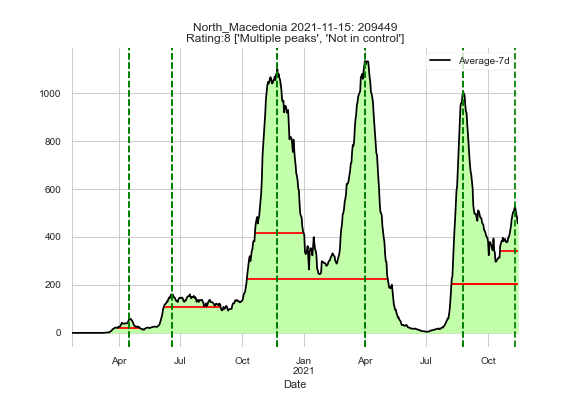 North_Macedonia 2021-11-15: 209449
Rating:8 ['Multiple peaks', 'Not in control']
Average-7d
1000
800
600
400
200
0
Apr Jul Oct Jan Apr Jul Oct
2021
Date